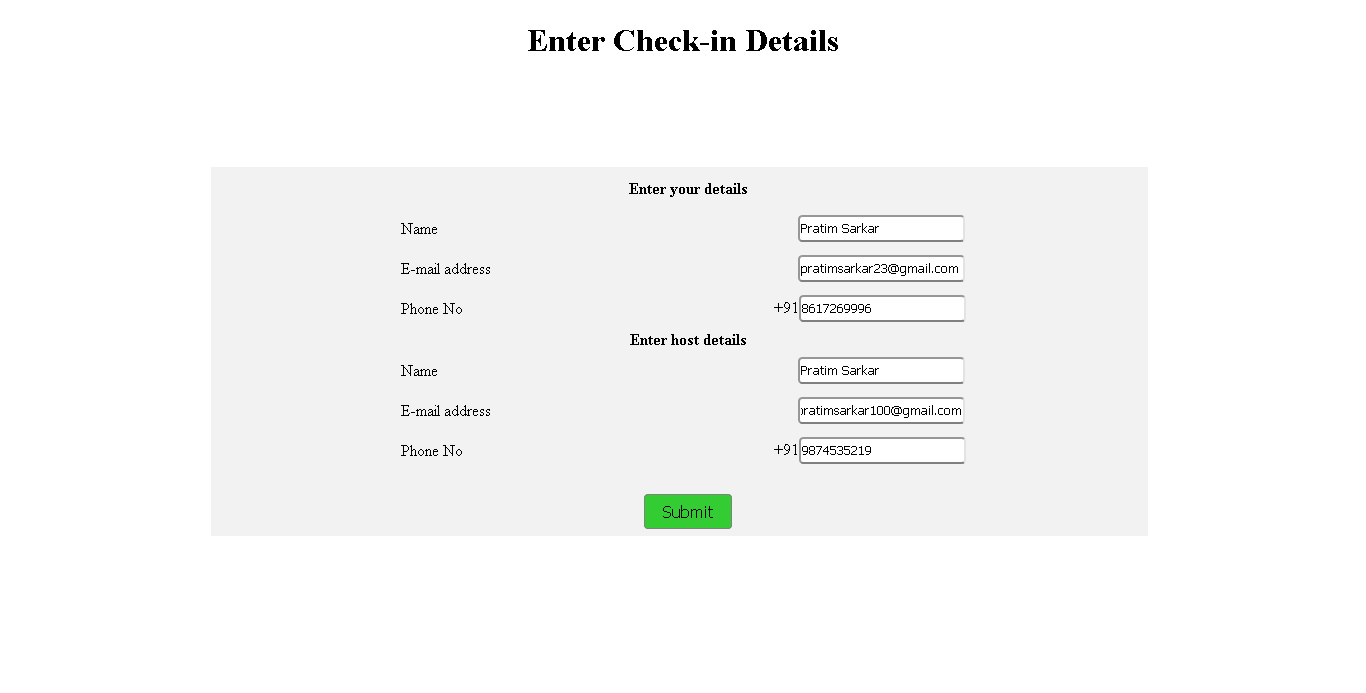 Enter Check-in Details
Enter your details
Name Pratim Sarkar
E-mail address pratimsarkar23@gmail.com
Phone No +91 8617269996
Enter host details
Name Pratim Sarkar
E-mail address ratimsarkar100@gmail.com
Phone No +91 9874535219
Submit